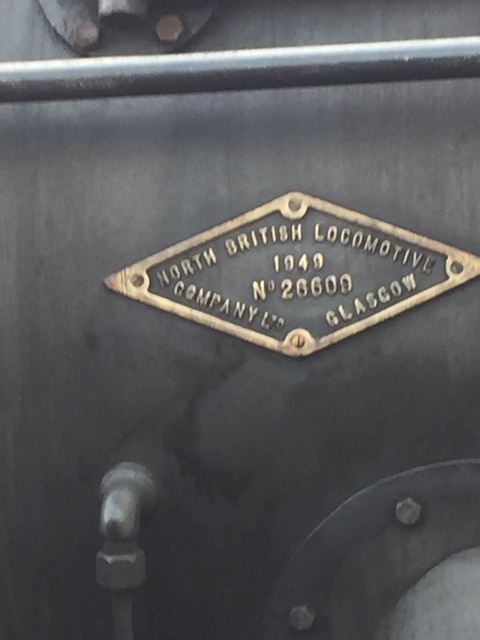 NORTH BRITISH LOCOMOTIVE
1949
No 26609
COMPANY LTD GLASGOW